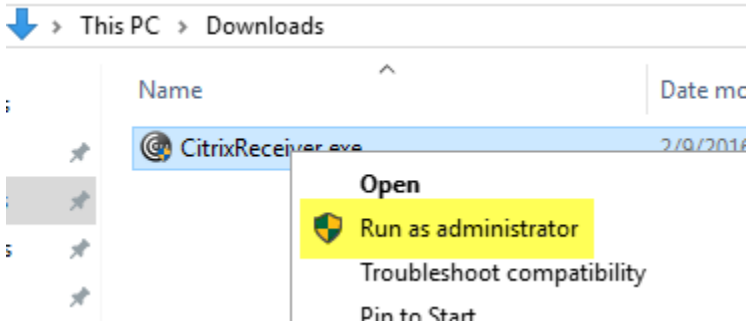 This PC > Downloads
Name Date mo
CitrixReceiver.exe 2/9/2016
Open
Run as administrator
Troubleshoot compatibility
Pin to Start